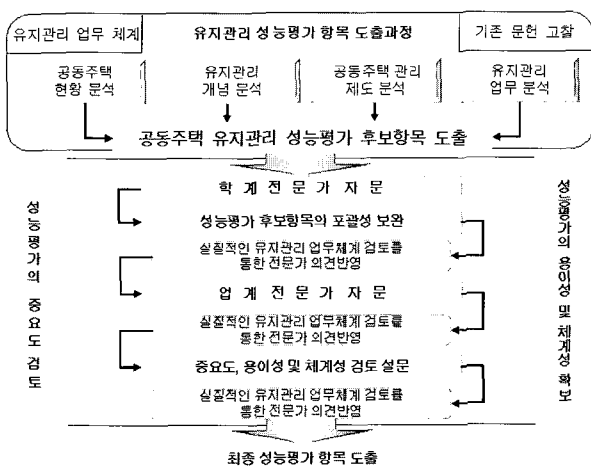 유지관리 업무 체계
유지관리 성능평가 항목 도출과정
기존 문헌 고찰
공동주택
현황 분석
유지관리
개념 분석
공동주택 관리
제도 분석
유지관리
업무 분석
공동주택 유지관리 성능평가 후보항목 도출
성능평가의 중요도 검토
학 계 전 문 가 자 문
성능평가 후보항목의 포괄성 보완
실질적인 유지관리 업무체계 검토를
통한 전문가 의견반영
업 계 전 문 가 자 문
실질적인 유지관리 업무체계 검토를
통한 전문가 의견반영
중요도, 용이성 및 체계성 검토 설문
실질적인 유지관리 업무체계 검토를
통한 전문가 의견반영
성능평가의 용이성 및 체계성 확보
최종 성능평가 항목 도출